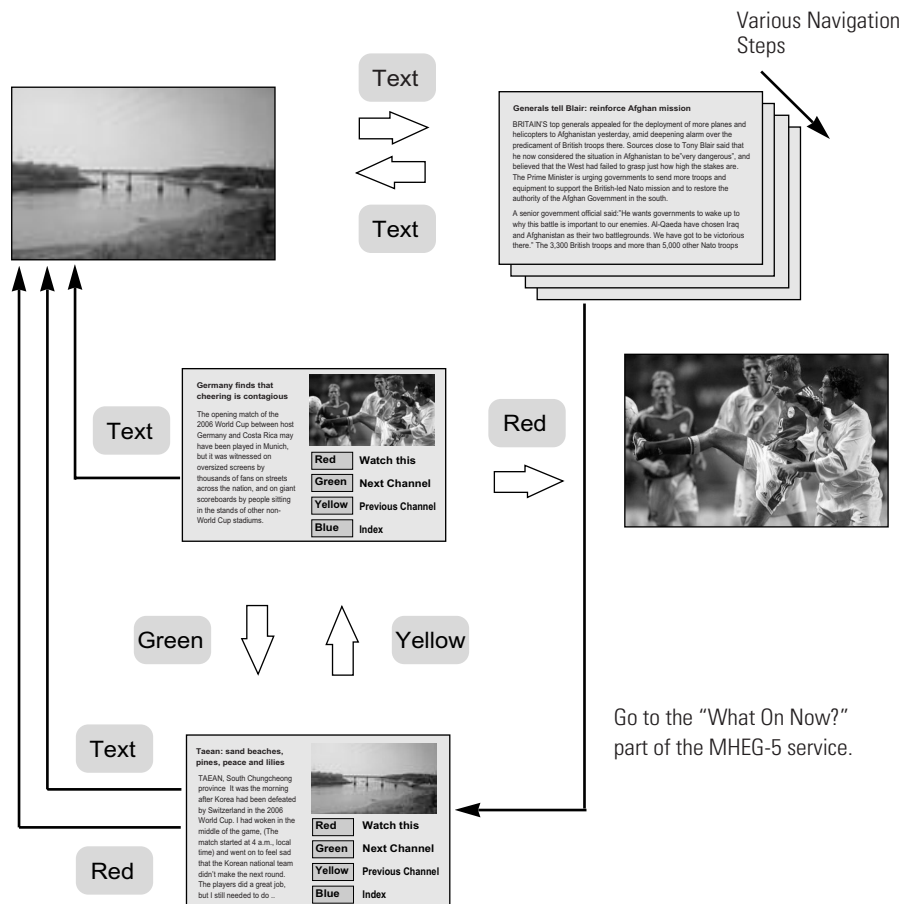 Various Navigation
Steps
Text
Text
Generals tell Blair: reinforce Afghan mission
BRITAIN'S top generals appealed for the deployment of more planes and
helicopters to Afghanistan yesterday, amid deepening alarm over the
predicament of British troops there. Sources close to Tony Blair said that
he now considered the situation in Afghanistan to be"very dangerous", and
believed that the West had failed to grasp just how high the stakes are.
The Prime Minister is urging governments to send more troops and
equipment to support the British-led Nato mission and to restore the
authority of the Afghan Government in the south.
A senior government official said:"He wants governments to wake up to
why this battle is important to our enemies. Al-Qaeda have chosen Iraq
and Afghanistan as their two battlegrounds. We have got to be victorious
there." The 3,300 British troops and more than 5,000 other Nato troops
Text
Germany finds that
cheering is contagious
The opening match of the
2006 World Cup between host
Germany and Costa Rica may
have been played in Munich,
but it was witnessed on
oversized screens by
thousands of fans on streets
across the nation, and on giant
scoreboards by people sitting
in the stands of other non-
World Cup stadiums.
Red Watch this
Green Next Channel
Yellow Previous Channel
Blue Index
Red
Green
Yellow
Go to the “What On Now?”
part of the MHEG-5 service.
Text
Taean: sand beaches,
pines, peace and lilies
TAEAN, South Chungcheong
province It was the morning
after Korea had been defeated
by Switzerland in the 2006
World Cup. I had woken in the
middle of the game, (The
match started at 4 a.m., local
time) and went on to feel sad
that the Korean national team
didn't make the next round.
The players did a great job,
but I still needed to do ..
Red Watch this
Green Next Channel
Yellow Previous Channel
Blue Index
Red